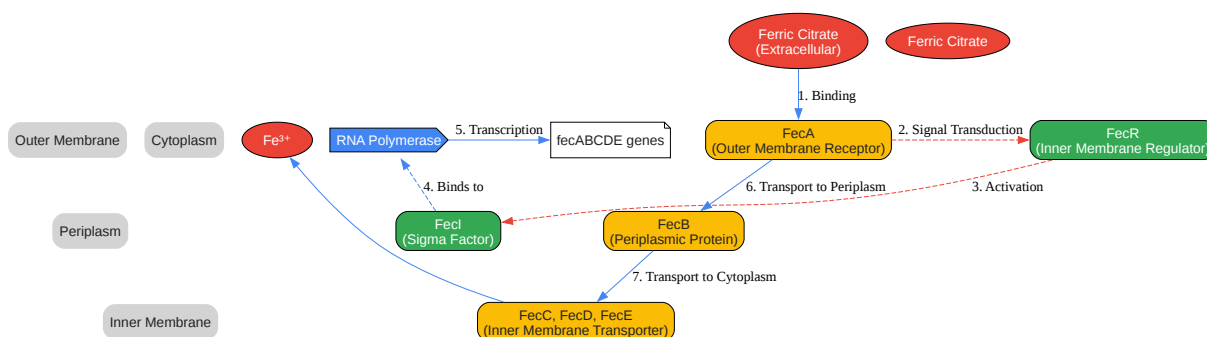 Ferric Citrate
(Extracellular)
Ferric Citrate
1. Binding
Outer Membrane
Cytoplasm
Fe³⁺
RNA Polymerase
5. Transcription
fecABCDE genes
FecA
(Outer Membrane Receptor)
2. Signal Transduction
FecR
(Inner Membrane Regulator)
4. Binds to
6. Transport to Periplasm
3. Activation
Periplasm
FecI
(Sigma Factor)
FecB
(Periplasmic Protein)
7. Transport to Cytoplasm
Inner Membrane
FecC, FecD, FecE
(Inner Membrane Transporter)